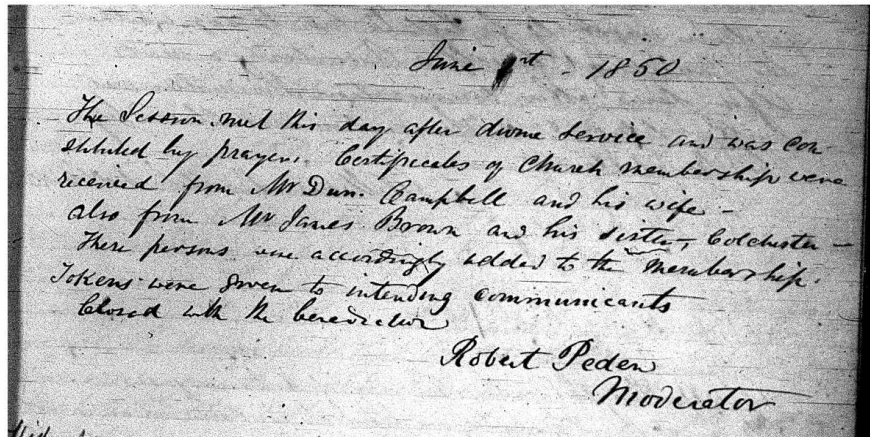 June 1st - 1850
The Session met this day after divine service and was con-
stituted by prayer. Certificates of Church membership were
received from Mr Dun. Campbell and his wife -
also from Mr James Brown and his sister, Colchester -
These persons were accordingly added to the membership.
Tokens were given to intending communicants
Closed with the benediction
Robert Peden
Moderator